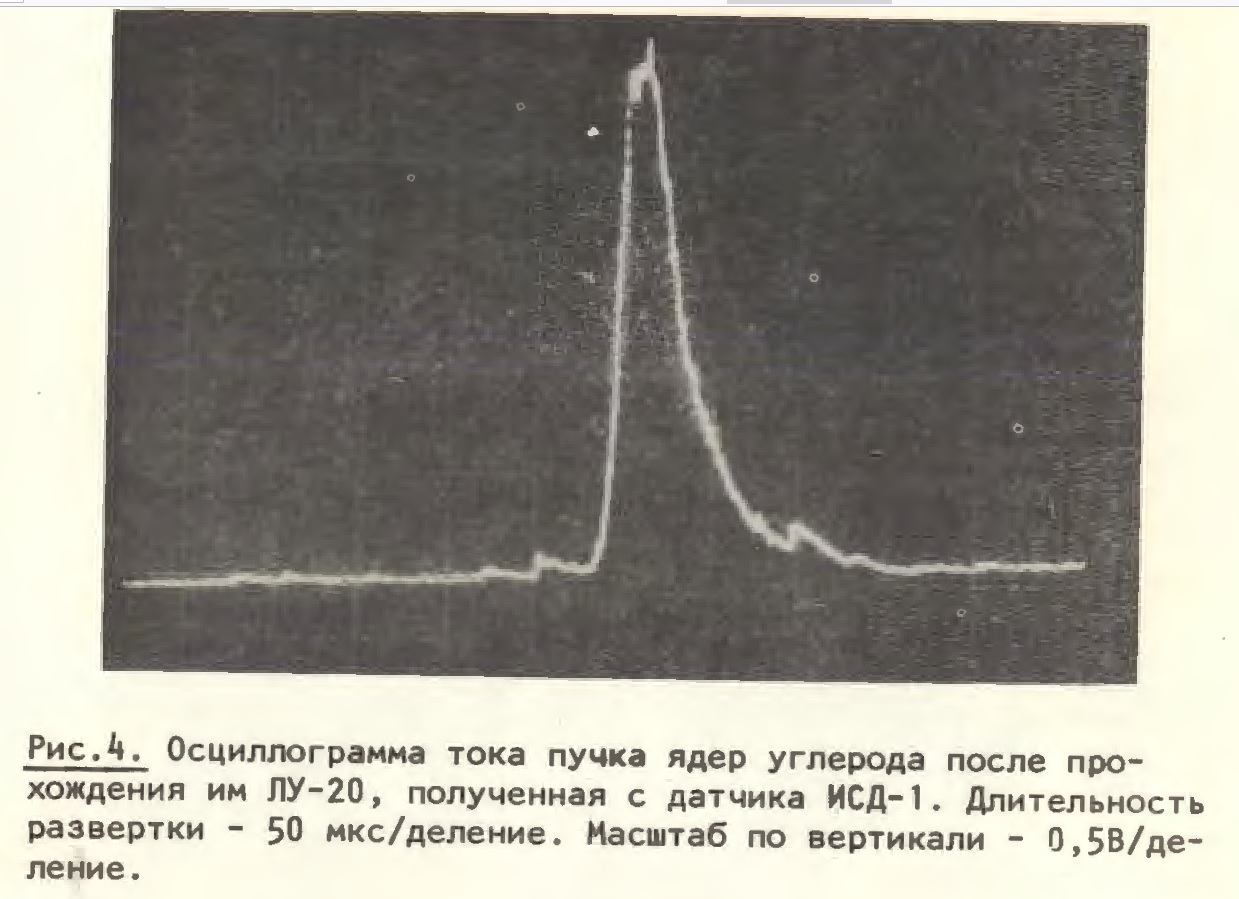 Рис.4. Осциллограмма тока пучка ядер углерода после про-
хождения им ЛУ-20, полученная с датчика ИСД-1. Длительность
развертки - 50 мкс/деление. Масштаб по вертикали - 0,5В/де-
ление.